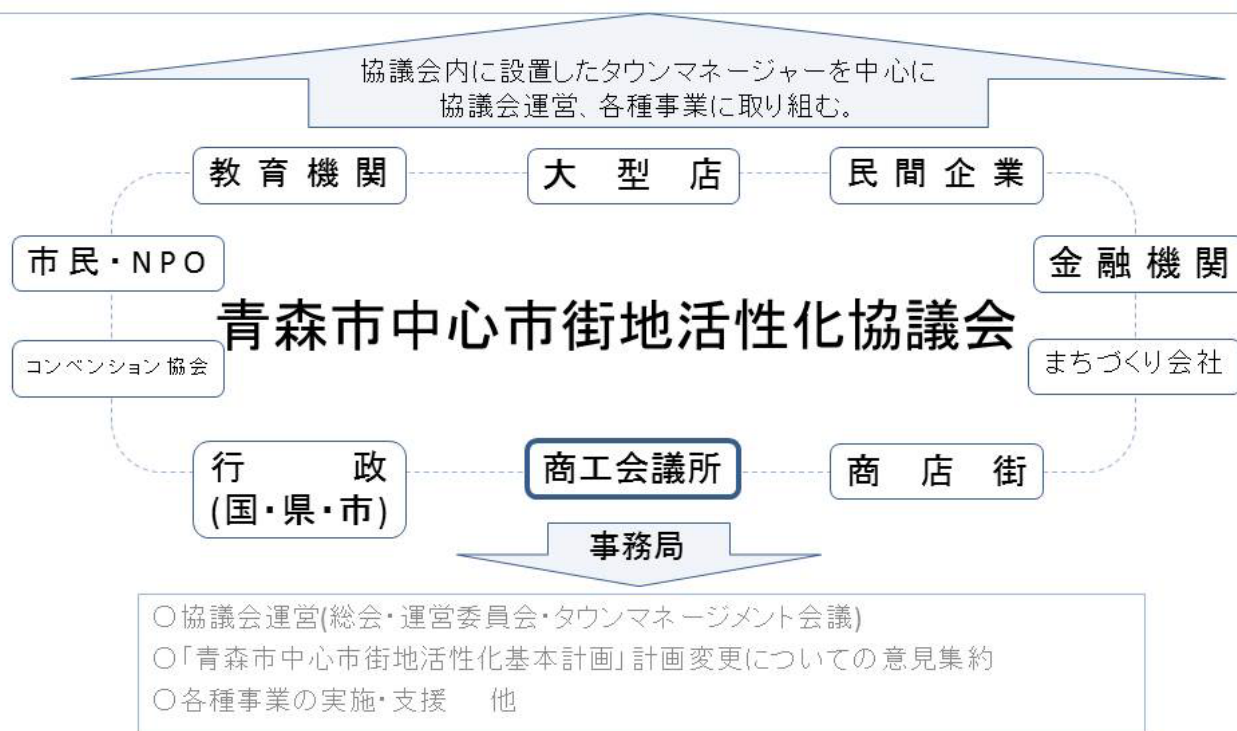 協議会内に設置したタウンマネージャーを中心に
協議会運営、各種事業に取り組む。
教育機関
大型店
民間企業
市民・NPO
金融機関
青森市中心市街地活性化協議会
コンベンション協会
まちづくり会社
行政
(国・県・市)
商工会議所
商店街
事務局
○協議会運営(総会・運営委員会・タウンマネージメント会議)
○「青森市中心市街地活性化基本計画」計画変更についての意見集約
○各種事業の実施・支援 他